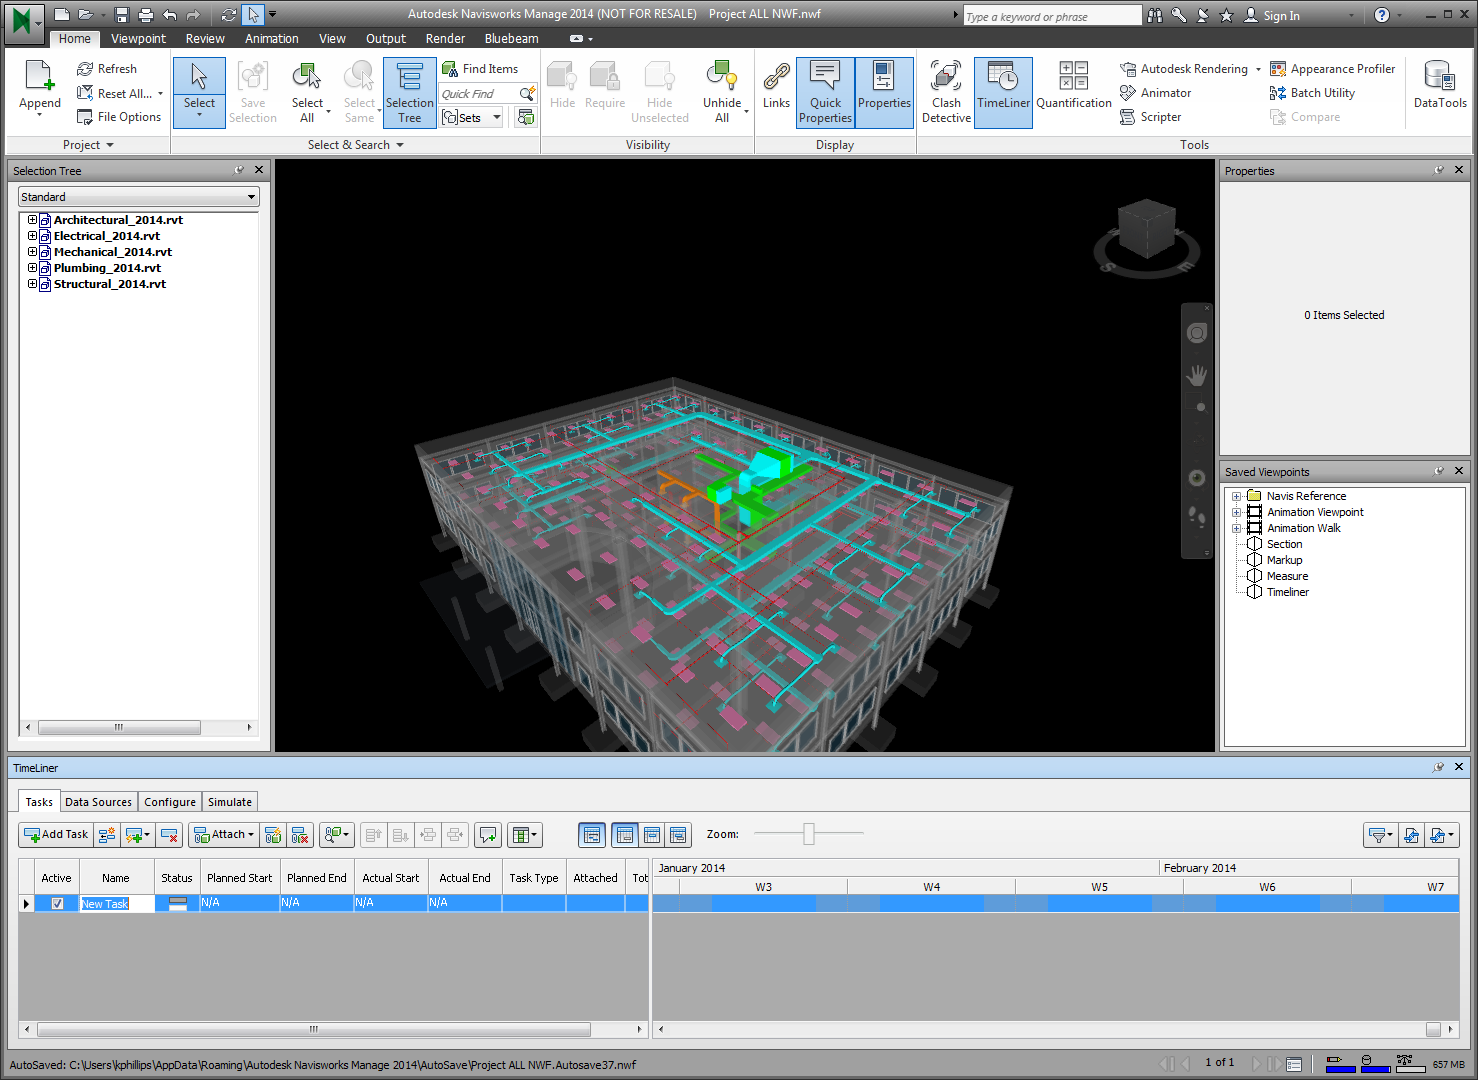 Autodesk Navisworks Manage 2014 (NOT FOR RESALE) Project ALL NWF.nwf
Type a keyword or phrase
Sign In
Home Viewpoint Review Animation View Output Render Bluebeam
Append
Refresh
Reset All...
File Options
Project
Select
Save Selection
Select All
Select Same
Selection Tree
Find Items
Quick Find
Sets
Select & Search
Hide
Require
Hide Unselected
Unhide All
Visibility
Links
Quick Properties
Properties
Display
Clash Detective
TimeLiner
Quantification
Autodesk Rendering
Animator
Scripter
Appearance Profiler
Batch Utility
Compare
DataTools
Tools
Selection Tree
Standard
Architectural_2014.rvt
Electrical_2014.rvt
Mechanical_2014.rvt
Plumbing_2014.rvt
Structural_2014.rvt
S E
Properties
0 Items Selected
Saved Viewpoints
Navis Reference
Animation Viewpoint
Animation Walk
Section
Markup
Measure
Timeliner
TimeLiner
Tasks Data Sources Configure Simulate
Add Task Attach Zoom:
Active Name Status Planned Start Planned End Actual Start Actual End Task Type Attached Tot
New Task N/A N/A N/A N/A
January 2014 February 2014
W3 W4 W5 W6 W7
AutoSaved: C:\Users\kphillips\AppData\Roaming\Autodesk Navisworks Manage 2014\AutoSave\Project ALL NWF.Autosave37.nwf
1 of 1
657 MB